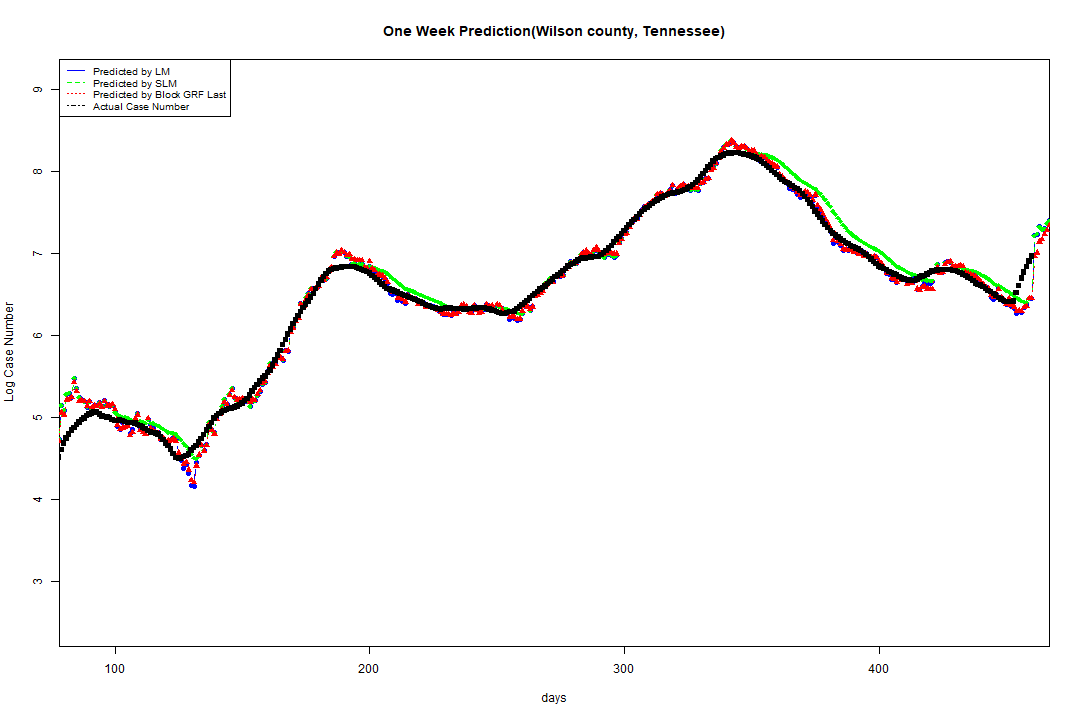 One Week Prediction(Wilson county, Tennessee)
Predicted by LM
Predicted by SLM
Predicted by Block GRF Last
Actual Case Number
9
8
7
6
5
4
3
Log Case Number
100 200 300 400
days